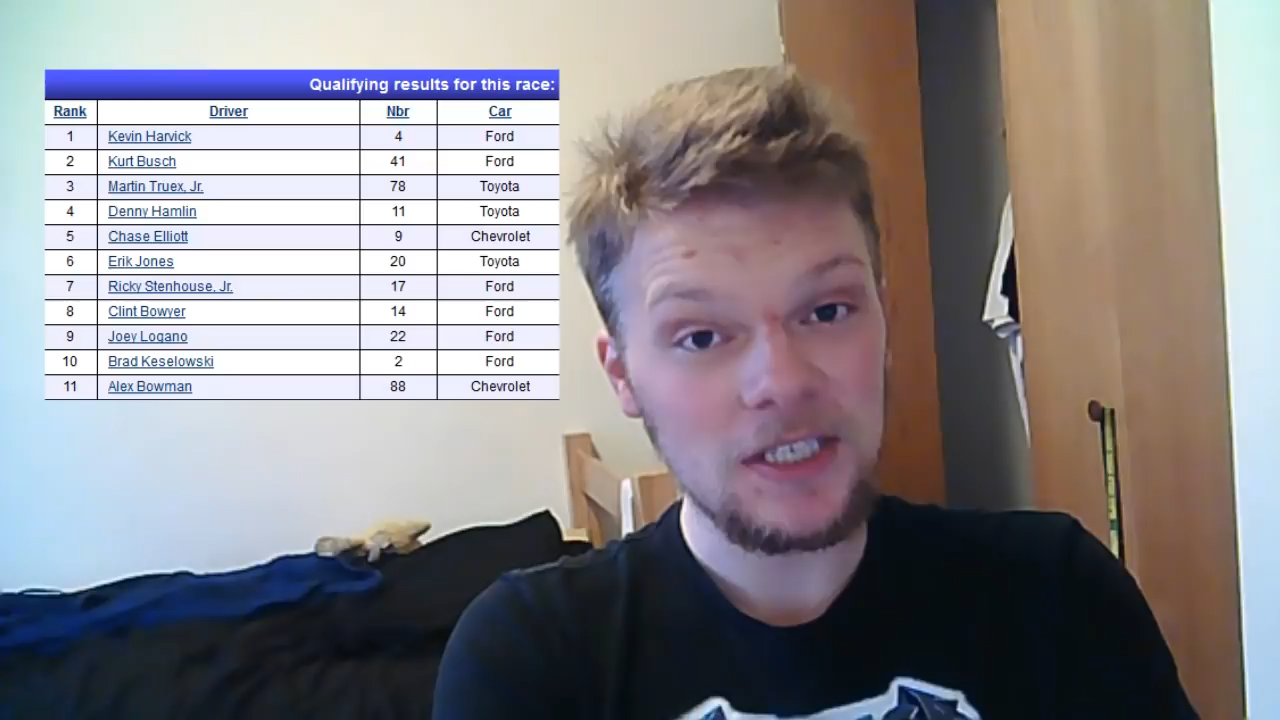 Qualifying results for this race:
Rank Driver Nbr Car
1 Kevin Harvick 4 Ford
2 Kurt Busch 41 Ford
3 Martin Truex, Jr. 78 Toyota
4 Denny Hamlin 11 Toyota
5 Chase Elliott 9 Chevrolet
6 Erik Jones 20 Toyota
7 Ricky Stenhouse, Jr. 17 Ford
8 Clint Bowyer 14 Ford
9 Joey Logano 22 Ford
10 Brad Keselowski 2 Ford
11 Alex Bowman 88 Chevrolet